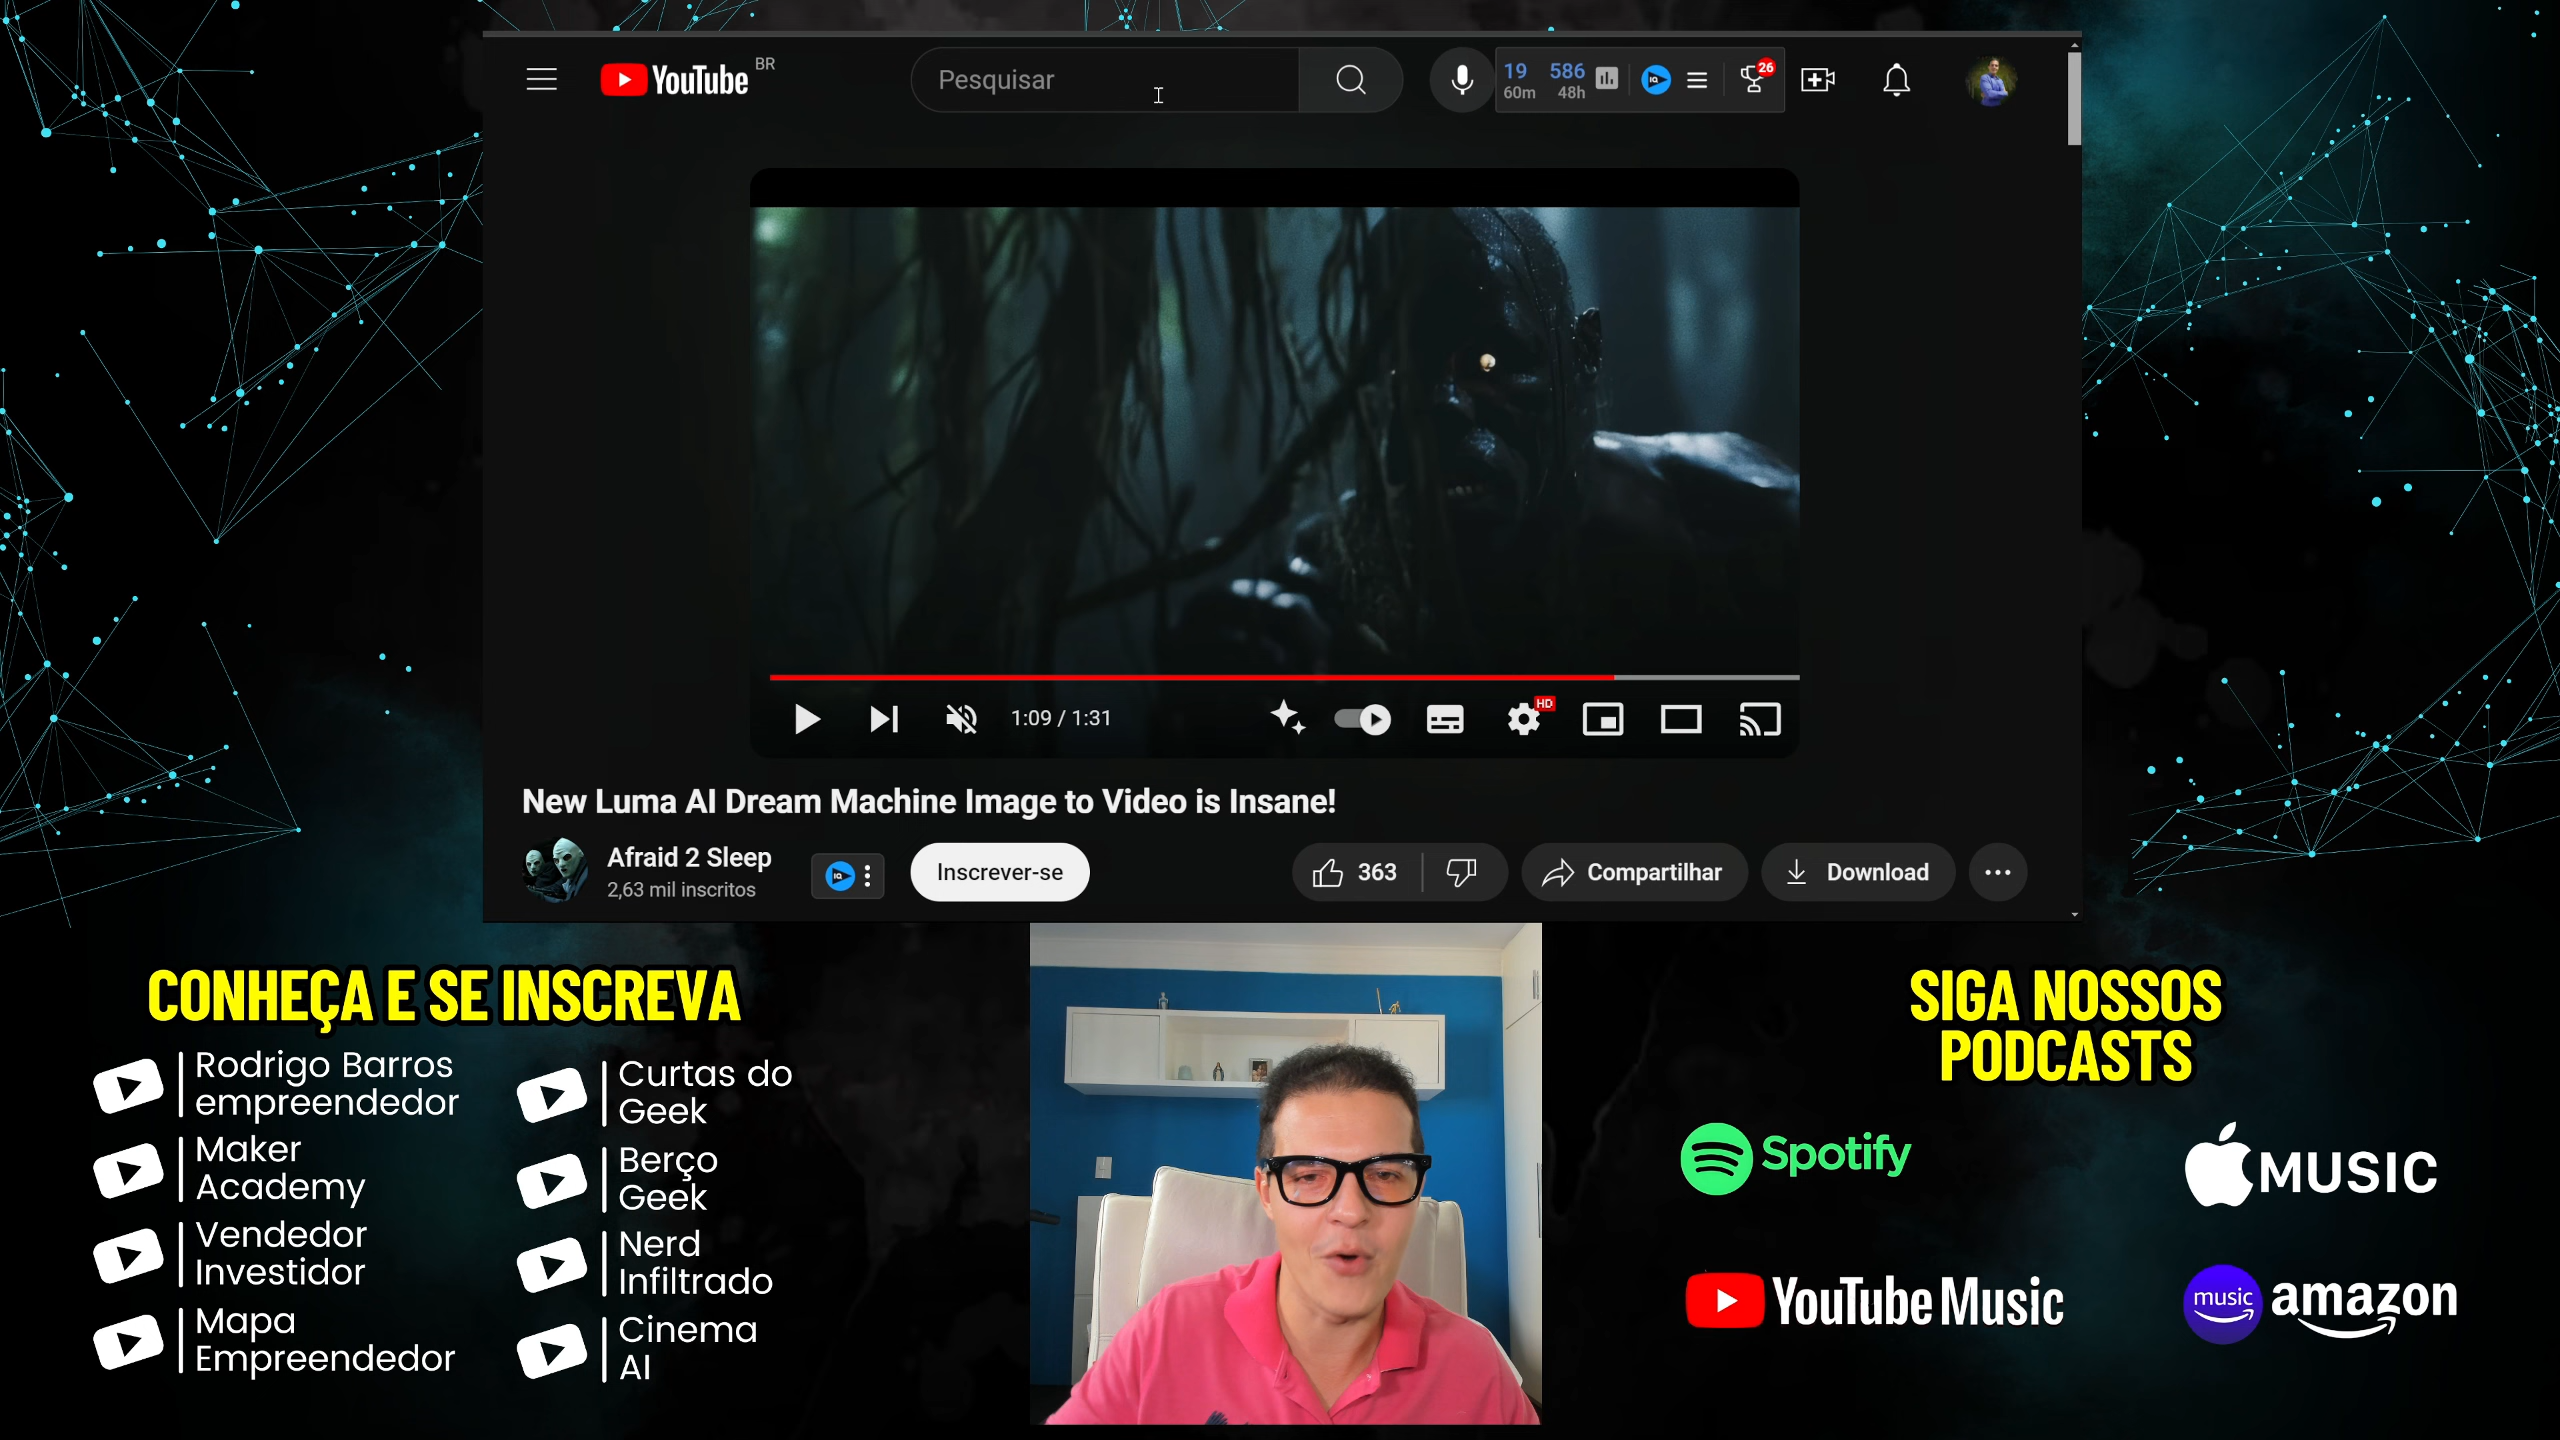 YouTube BR
Pesquisar
19 586
60m 48h
26
1:09 / 1:31
HD
New Luma AI Dream Machine Image to Video is Insane!
Afraid 2 Sleep
2,63 mil inscritos
Inscrever-se
363
Compartilhar
Download
CONHEÇA E SE INSCREVA
Rodrigo Barros
empreendedor
Maker
Academy
Vendedor
Investidor
Mapa
Empreendedor
Curtas do
Geek
Berço
Geek
Nerd
Infiltrado
Cinema
AI
SIGA NOSSOS
PODCASTS
Spotify
MUSIC
YouTube Music
music amazon